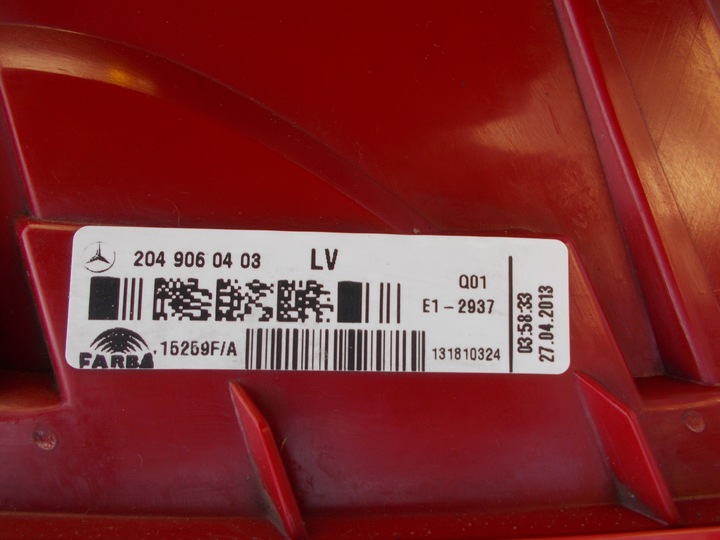 204 906 04 03 LV
Q01
E1-2937
FARBA .15259F/A
131810324
03:58:33
27.04.2013